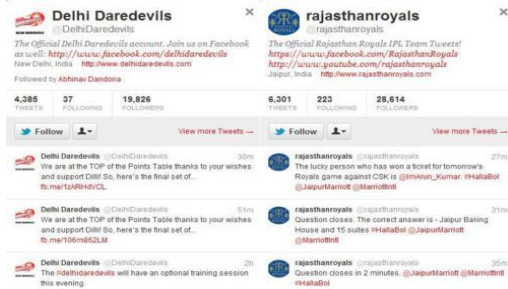 Delhi Daredevils
@DelhiDaredevils
The Official Delhi Daredevils account. Join us on Facebook
as well: http://www.facebook.com/delhidaredevils
New Delhi, India http://www.delhidaredevils.com
Followed by Abhinav Dandona
4,385 37 19,826
TWEETS FOLLOWING FOLLOWERS
Follow
View more Tweets →
Delhi Daredevils @DelhiDaredevils 30m
We are at the TOP of the Points Table thanks to your wishes
and support Dilli! So, here's the final set of...
fb.me/1zARHdVCL
Delhi Daredevils @DelhiDaredevils 51m
We are at the TOP of the Points Table thanks to your wishes
and support Dilli! So, here's the final set of...
fb.me/106m862LM
Delhi Daredevils @DelhiDaredevils 2h
The #delhidaredevils will have an optional training session
this evening.
rajasthanroyals
@rajasthanroyals
The Official Rajasthan Royals IPL Team Tweets!
https://www.facebook.com/RajasthanRoyals
http://www.youtube.com/rajasthanroyals
Jaipur, India http://www.rajasthanroyals.com
6,301 223 28,614
TWEETS FOLLOWING FOLLOWERS
Follow
View more Tweets →
rajasthanroyals @rajasthanroyals 27m
The lucky person who has won a ticket for tomorrow's
Royals game against CSK is @ImArun_Kumar. #HallaBol
@JaipurMarriott @MarriottIntl
rajasthanroyals @rajasthanroyals 31m
Question closes. The correct answer is - Jaipur Baking
House and 15 suites #HallaBol @JaipurMarriott
@MarriottIntl
rajasthanroyals @rajasthanroyals 35m
Question closes in 2 minutes. @JaipurMarriott @MarriottIntl
#HallaBol